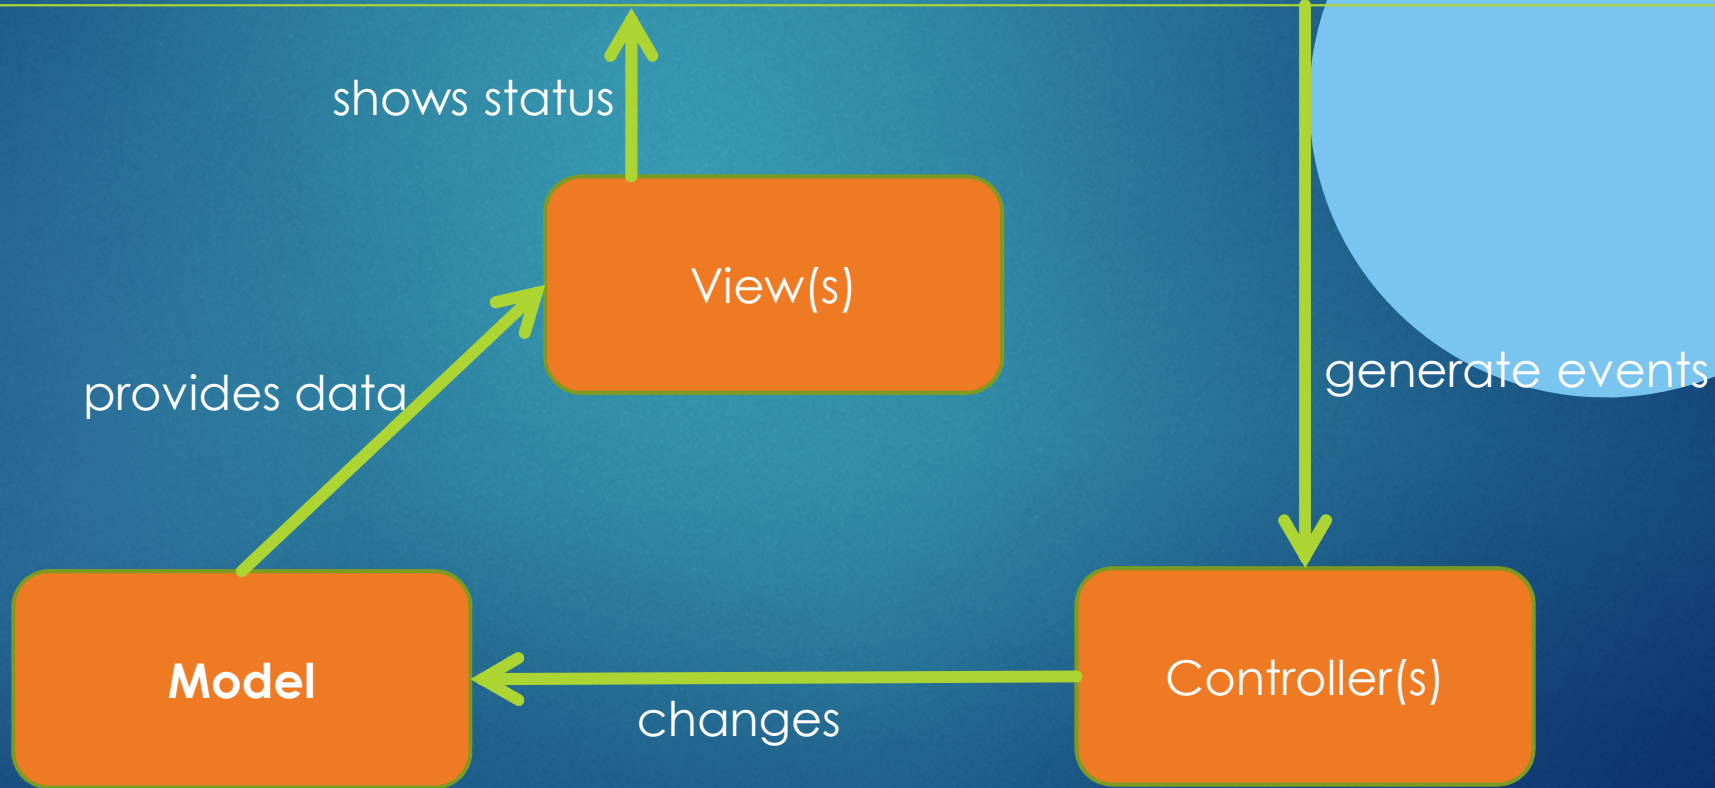 shows status
View(s)
generate events
provides data
Model
Controller(s)
changes